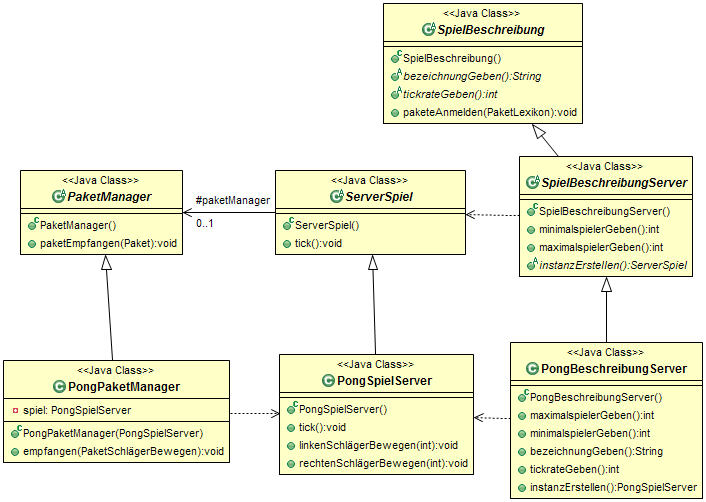 <<Java Class>>
SpielBeschreibung
SpielBeschreibung()
bezeichnungGeben():String
tickrateGeben():int
paketeAnmelden(PaketLexikon):void
<<Java Class>>
PaketManager
PaketManager()
paketEmpfangen(Paket):void
#paketManager
0..1
<<Java Class>>
ServerSpiel
ServerSpiel()
tick():void
<<Java Class>>
SpielBeschreibungServer
SpielBeschreibungServer()
minimalspielerGeben():int
maximalspielerGeben():int
instanzErstellen():ServerSpiel
<<Java Class>>
PongPaketManager
spiel: PongSpielServer
PongPaketManager(PongSpielServer)
empfangen(PaketSchlägerBewegen):void
<<Java Class>>
PongSpielServer
PongSpielServer()
tick():void
linkenSchlägerBewegen(int):void
rechtenSchlägerBewegen(int):void
<<Java Class>>
PongBeschreibungServer
PongBeschreibungServer()
maximalspielerGeben():int
minimalspielerGeben():int
bezeichnungGeben():String
tickrateGeben():int
instanzErstellen():PongSpielServer